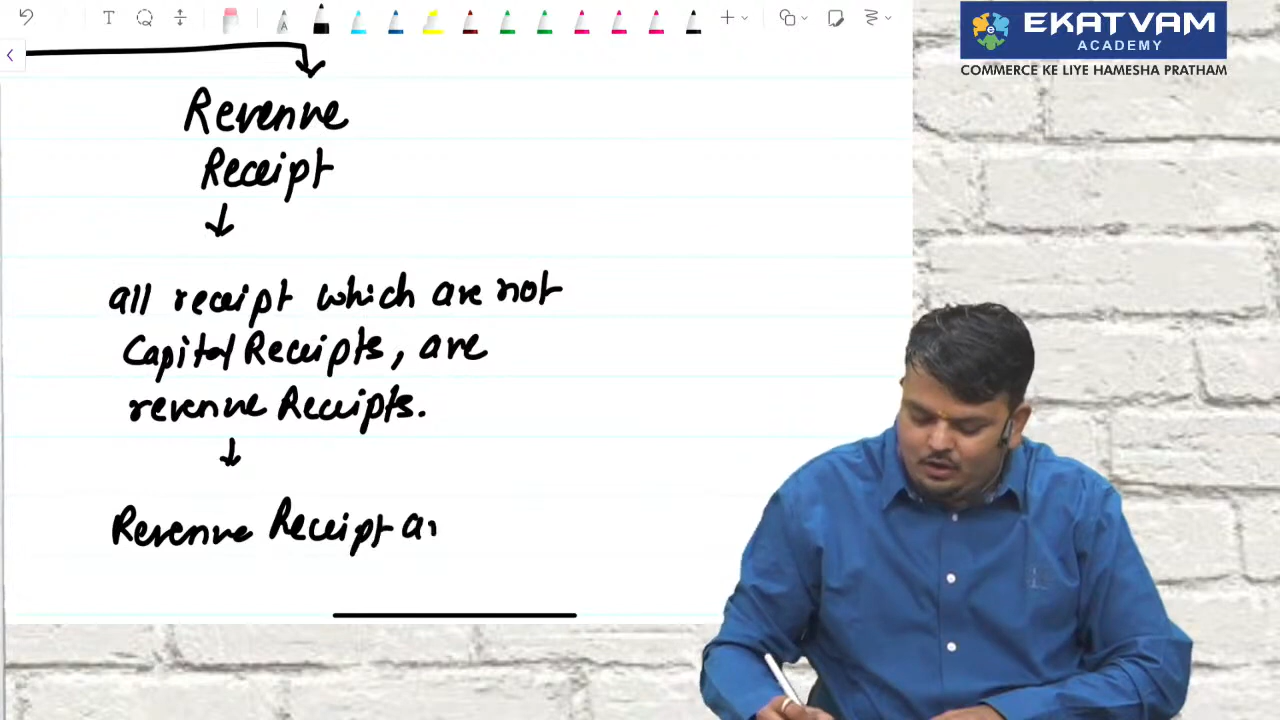 EKATVAM
ACADEMY
COMMERCE KE LIYE HAMESHA PRATHAM
T
Revenue
Receipt
all receipt which are not
Capital Receipts, are
revenue Receipts.
Revenue Receipt ar